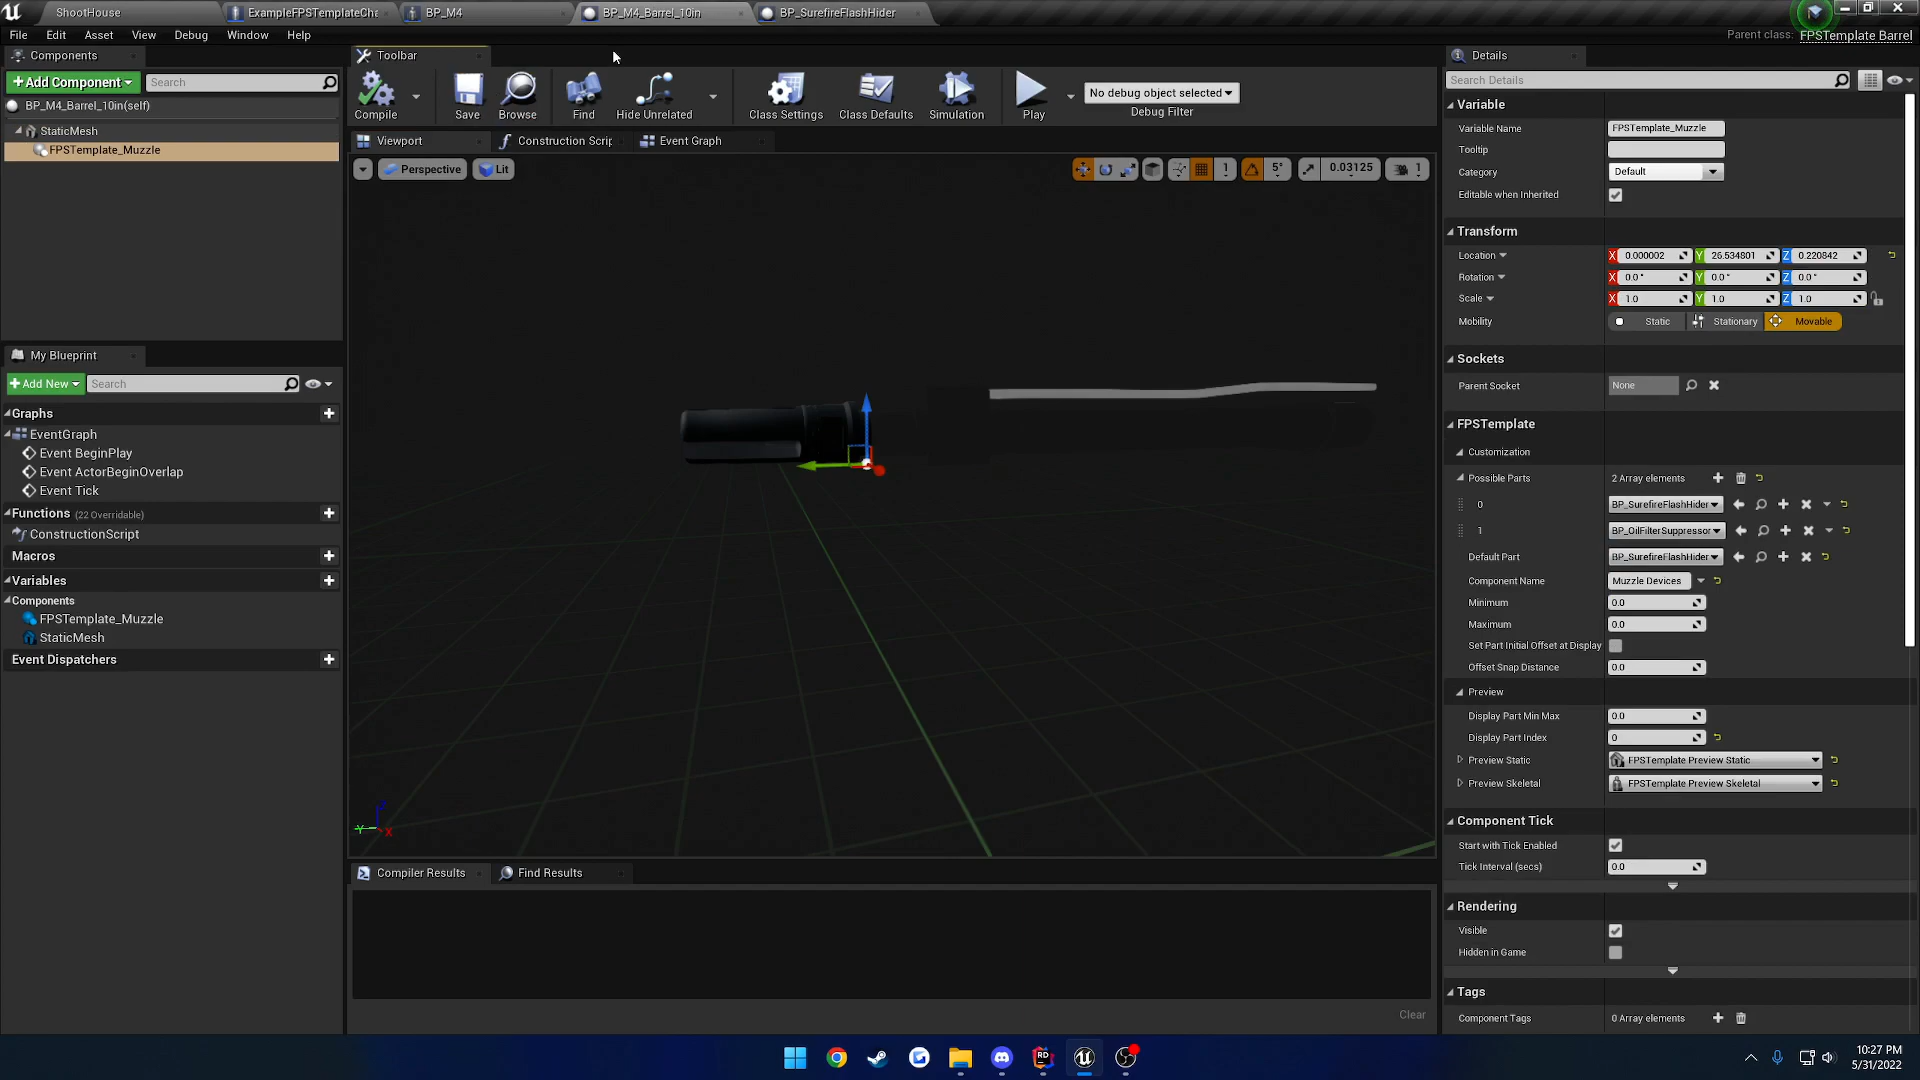 ShootHouse
ExampleFPSTemplateCha
BP_M4
BP_M4_Barrel_10in
BP_SurefireFlashHider
File Edit Asset View Debug Window Help
Parent class: FPSTemplate Barrel
Components
+Add Component
Search
BP_M4_Barrel_10in(self)
StaticMesh
FPSTemplate_Muzzle
My Blueprint
+Add New
Search
Graphs
EventGraph
Event BeginPlay
Event ActorBeginOverlap
Event Tick
Functions (22 Overridable)
ConstructionScript
Macros
Variables
Components
FPSTemplate_Muzzle
StaticMesh
Event Dispatchers
Toolbar
Compile
Save
Browse
Find
Hide Unrelated
Class Settings
Class Defaults
Simulation
Play
No debug object selected
Debug Filter
Viewport
Construction Scrip
Event Graph
Perspective
Lit
1
5°
0.03125
1
Y
X
Compiler Results
Find Results
Clear
Details
Search Details
Variable
Variable Name FPSTemplate_Muzzle
Tooltip
Category Default
Editable when Inherited
Transform
Location X 0.000002 Y 26.534801 Z 0.220842
Rotation X 0.0° Y 0.0° Z 0.0°
Scale X 1.0 Y 1.0 Z 1.0
Mobility Static Stationary Movable
Sockets
Parent Socket None
FPSTemplate
Customization
Possible Parts 2 Array elements
0 BP_SurefireFlashHider
1 BP_OilFilterSuppressor
Default Part BP_SurefireFlashHider
Component Name Muzzle Devices
Minimum 0.0
Maximum 0.0
Set Part Initial Offset at Display
Offset Snap Distance 0.0
Preview
Display Part Min Max 0.0
Display Part Index 0
Preview Static FPSTemplate Preview Static
Preview Skeletal FPSTemplate Preview Skeletal
Component Tick
Start with Tick Enabled
Tick Interval (secs) 0.0
Rendering
Visible
Hidden in Game
Tags
Component Tags 0 Array elements
10:27 PM
5/31/2022